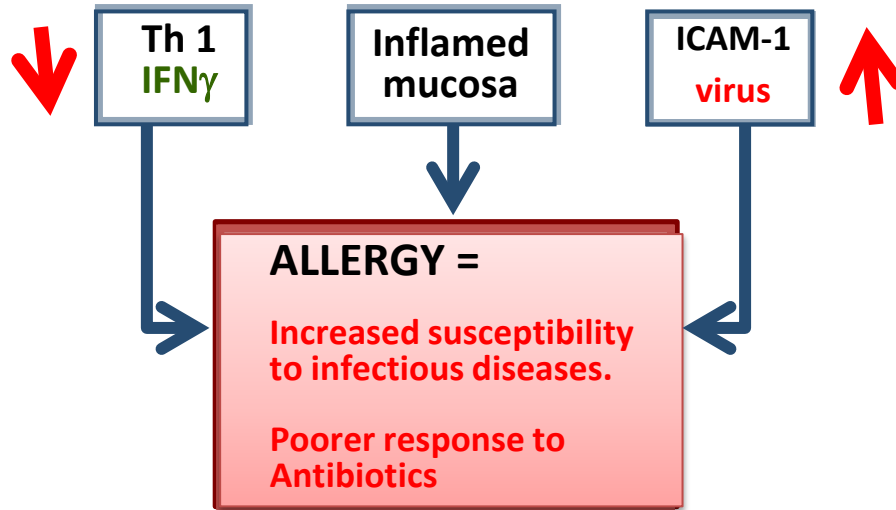 Th 1
IFNγ
Inflamed
mucosa
ICAM-1
virus
ALLERGY =
Increased susceptibility
to infectious diseases.
Poorer response to
Antibiotics